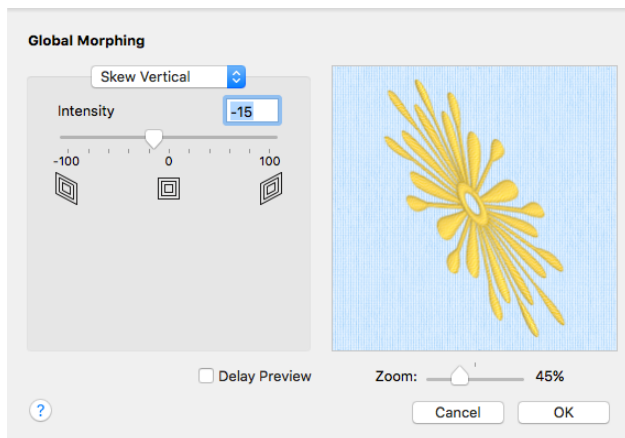 Global Morphing
Skew Vertical
Intensity
-15
-100 0 100
Delay Preview
Zoom: 45%
?
Cancel
OK